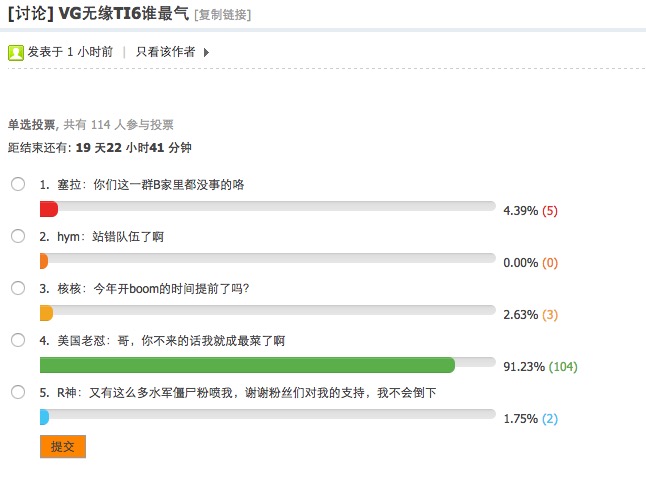 [讨论] VG无缘TI6谁最气 [复制链接]
发表于 1 小时前 | 只看该作者
单选投票, 共有 114 人参与投票
距结束还有: 19 天22 小时41 分钟
1. 塞拉：你们这一群B家里都没事的咯
4.39% (5)
2. hym：站错队伍了啊
0.00% (0)
3. 核核：今年开boom的时间提前了吗?
2.63% (3)
4. 美国老怼：哥，你不来的话我就成最菜了啊
91.23% (104)
5. R神：又有这么多水军僵尸粉喷我，谢谢粉丝们对我的支持，我不会倒下
1.75% (2)
提交